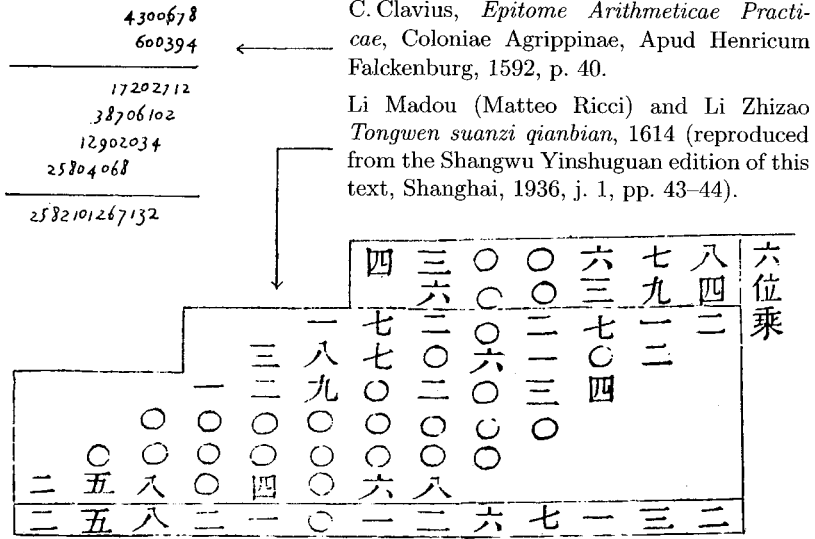 4300678
600394
17202712
38706102
12902034
25804068
2582101267132
C. Clavius, Epitome Arithmeticae Practi-
cae, Coloniae Agrippinae, Apud Henricum
Falckenburg, 1592, p. 40.
Li Madou (Matteo Ricci) and Li Zhizao
Tongwen suanzi qianbian, 1614 (reproduced
from the Shangwu Yinshuguan edition of this
text, Shanghai, 1936, j. 1, pp. 43–44).
六位乘
四三〇〇六七八
六〇〇三九四
一七二〇二七一二
三八七〇六一〇二
一二九〇二〇三四
〇〇〇〇〇〇〇〇
〇〇〇〇〇〇〇〇
二五八〇四〇六八
二五八二一〇一二六七一三二